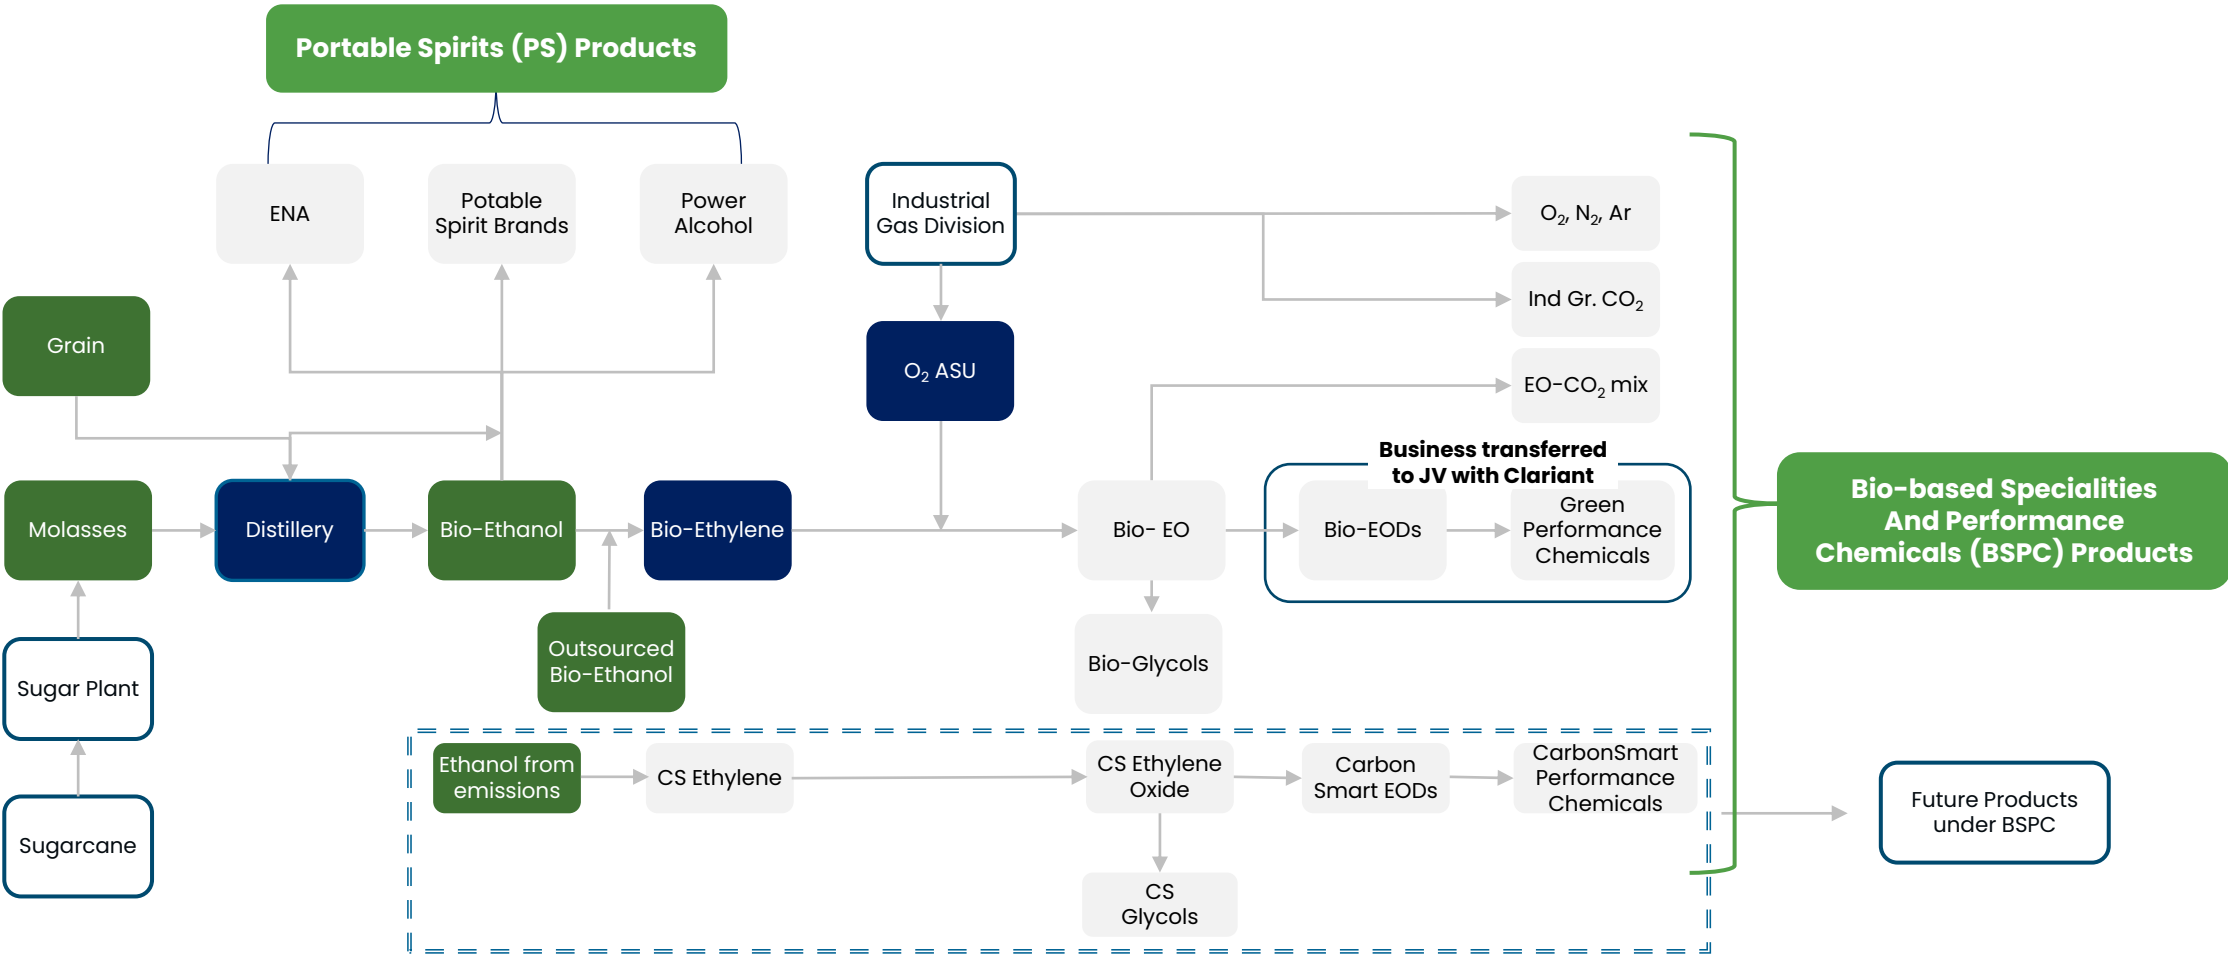 Portable Spirits (PS) Products
ENA
Potable
Spirit Brands
Power
Alcohol
Industrial
Gas Division
O₂, N₂, Ar
Ind Gr. CO₂
Grain
O₂ ASU
EO-CO₂ mix
Business transferred
to JV with Clariant
Molasses
Distillery
Bio-Ethanol
Bio-Ethylene
Bio- EO
Bio-EODs
Green
Performance
Chemicals
Bio-based Specialities
And Performance
Chemicals (BSPC) Products
Outsourced
Bio-Ethanol
Bio-Glycols
Sugar Plant
Ethanol from
emissions
CS Ethylene
CS Ethylene
Oxide
Carbon
Smart EODs
CarbonSmart
Performance
Chemicals
Future Products
under BSPC
Sugarcane
CS
Glycols